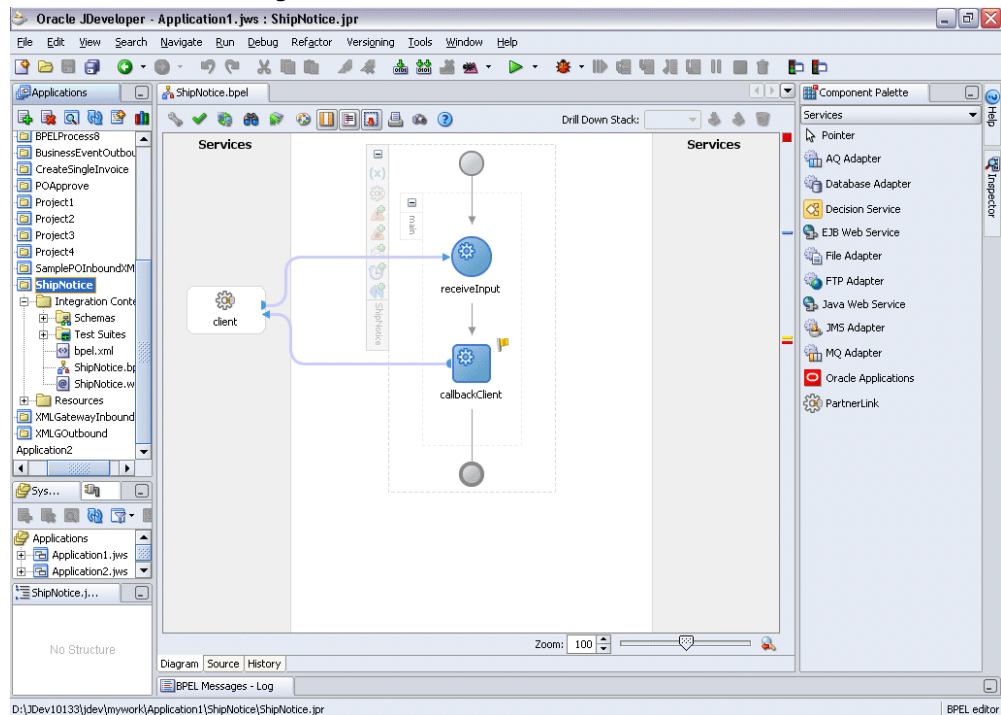 Oracle JDeveloper - Application1.jws : ShipNotice.jpr
File Edit View Search Navigate Run Debug Refactor Versioning Tools Window Help
Applications
BPELProcess8
BusinessEventOutbou
CreateSingleInvoice
POApprove
Project1
Project2
Project3
Project4
SamplePOInboundXM
ShipNotice
Integration Conte
Schemas
Test Suites
bpel.xml
ShipNotice.bp
ShipNotice.w
Resources
XMLGatewayInbound
XMLGOutbound
Application2
Sys...
Applications
Application1.jws
Application2.jws
ShipNotice.j...
No Structure
ShipNotice.bpel
Drill Down Stack:
Services
Services
(x)
ShipNotice
main
receiveInput
client
callbackClient
Zoom: 100
Diagram Source History
BPEL Messages - Log
Component Palette
Services
Pointer
AQ Adapter
Database Adapter
Decision Service
EJB Web Service
File Adapter
FTP Adapter
Java Web Service
JMS Adapter
MQ Adapter
Oracle Applications
PartnerLink
Help
Inspector
D:\JDev10133\jdev\mywork\Application1\ShipNotice\ShipNotice.jpr
BPEL editor